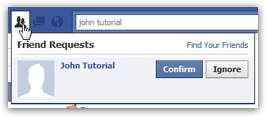 john tutorial
Friend Requests Find Your Friends
John Tutorial Confirm Ignore